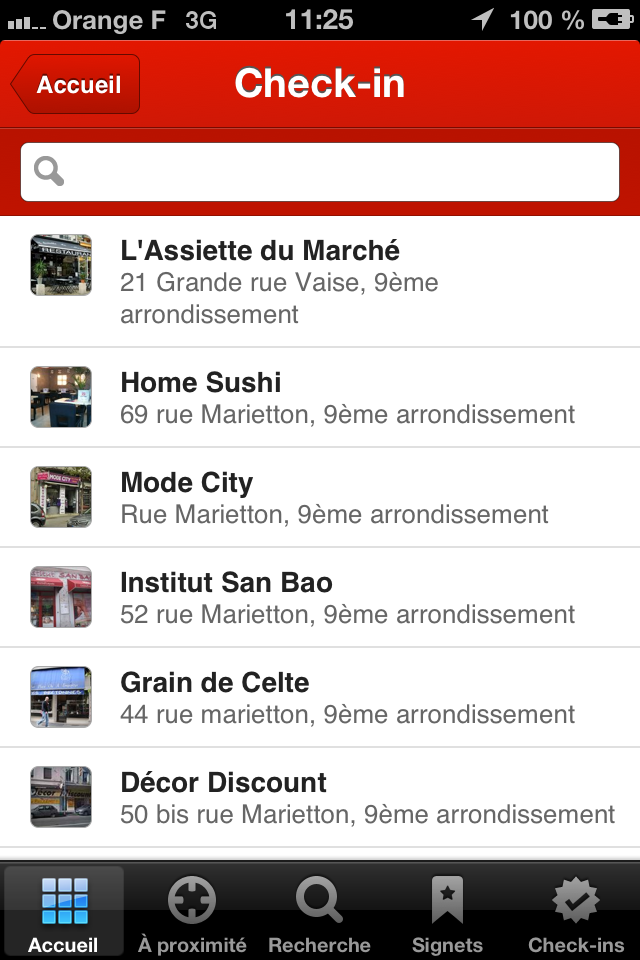 Orange F 3G 11:25 100 %
Accueil
Check-in
L'Assiette du Marché
21 Grande rue Vaise, 9ème
arrondissement
Home Sushi
69 rue Marietton, 9ème arrondissement
MODE CITY
Mode City
Rue Marietton, 9ème arrondissement
Institut San Bao
52 rue Marietton, 9ème arrondissement
Grain de Celte
44 rue marietton, 9ème arrondissement
Décor Discount
50 bis rue Marietton, 9ème arrondissement
Accueil
À proximité
Recherche
Signets
Check-ins